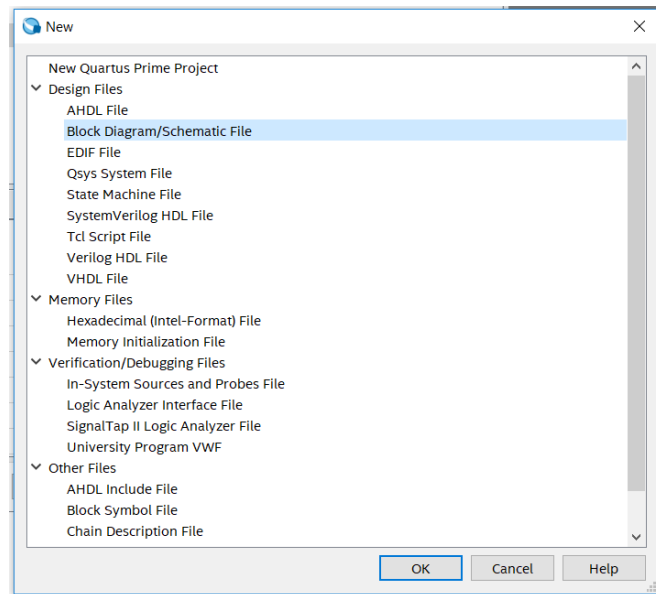 New
New Quartus Prime Project
Design Files
AHDL File
Block Diagram/Schematic File
EDIF File
Qsys System File
State Machine File
SystemVerilog HDL File
Tcl Script File
Verilog HDL File
VHDL File
Memory Files
Hexadecimal (Intel-Format) File
Memory Initialization File
Verification/Debugging Files
In-System Sources and Probes File
Logic Analyzer Interface File
SignalTap II Logic Analyzer File
University Program VWF
Other Files
AHDL Include File
Block Symbol File
Chain Description File
OK Cancel Help